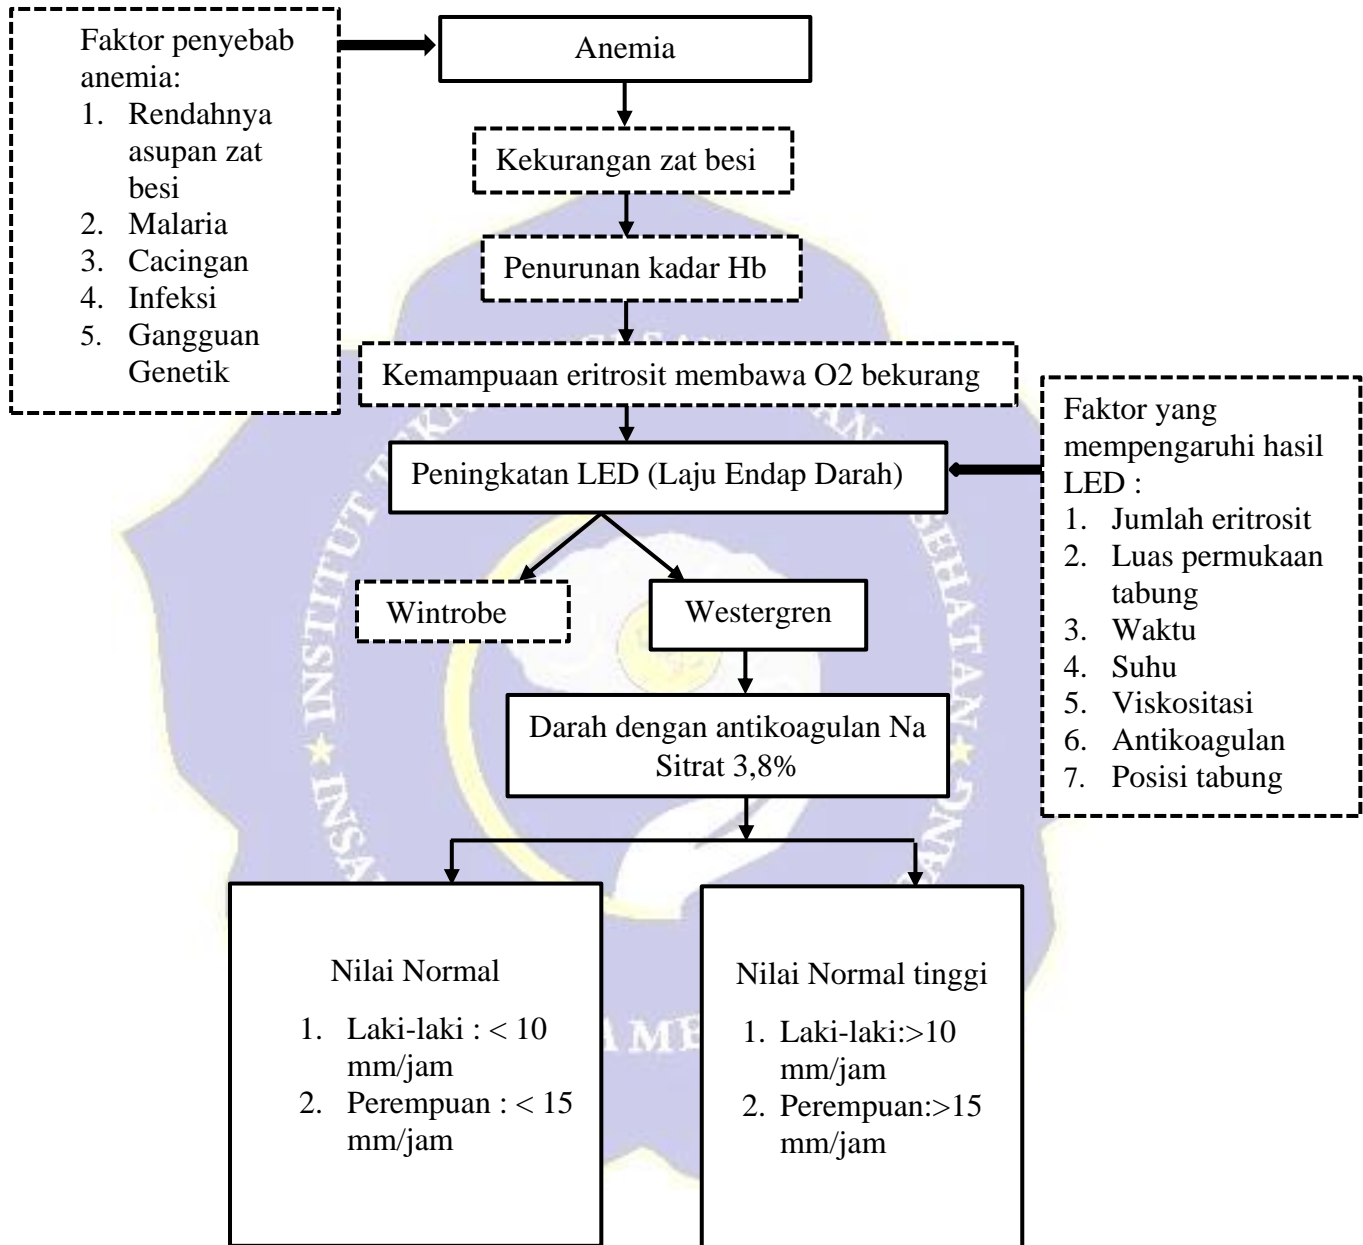 Faktor penyebab
anemia:
1. Rendahnya
asupan zat
besi
2. Malaria
3. Cacingan
4. Infeksi
5. Gangguan
Genetik
Anemia
Kekurangan zat besi
Penurunan kadar Hb
Kemampuaan eritrosit membawa O2 bekurang
Peningkatan LED (Laju Endap Darah)
Faktor yang
mempengaruhi hasil
LED :
1. Jumlah eritrosit
2. Luas permukaan
tabung
3. Waktu
4. Suhu
5. Viskositasi
6. Antikoagulan
7. Posisi tabung
Wintrobe
Westergren
Darah dengan antikoagulan Na
Sitrat 3,8%
Nilai Normal
1. Laki-laki : < 10
mm/jam
2. Perempuan : < 15
mm/jam
Nilai Normal tinggi
1. Laki-laki:>10
mm/jam
2. Perempuan:>15
mm/jam
INSTITUT